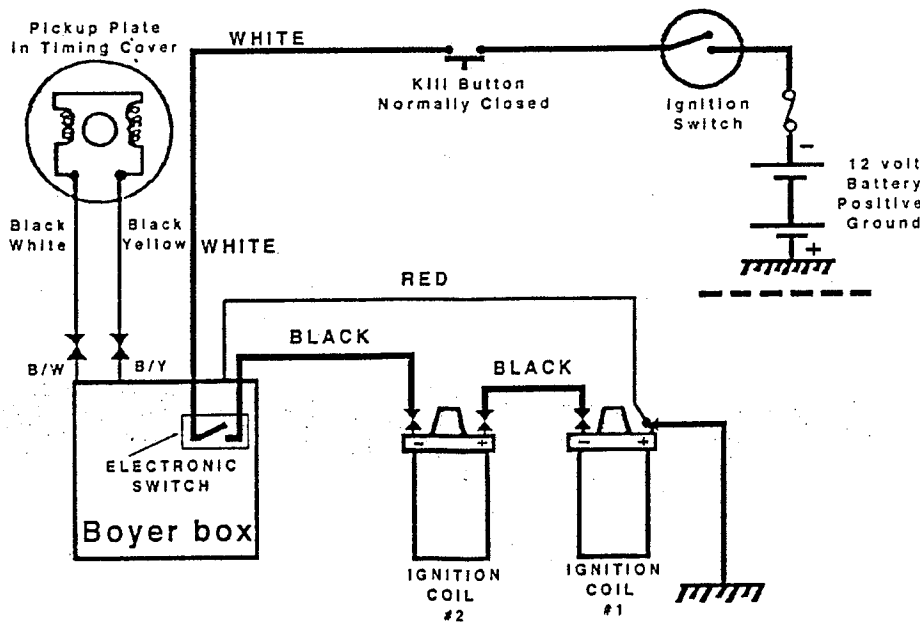 Pickup Plate
in Timing Cover
WHITE
Kill Button
Normally Closed
Ignition
Switch
-
12 volt
Battery
Positive
Ground
+
Black
White
Black
Yellow
WHITE
RED
BLACK
BLACK
B/W
B/Y
ELECTRONIC
SWITCH
Boyer box
- +
- +
IGNITION
COIL
#2
IGNITION
COIL
#1